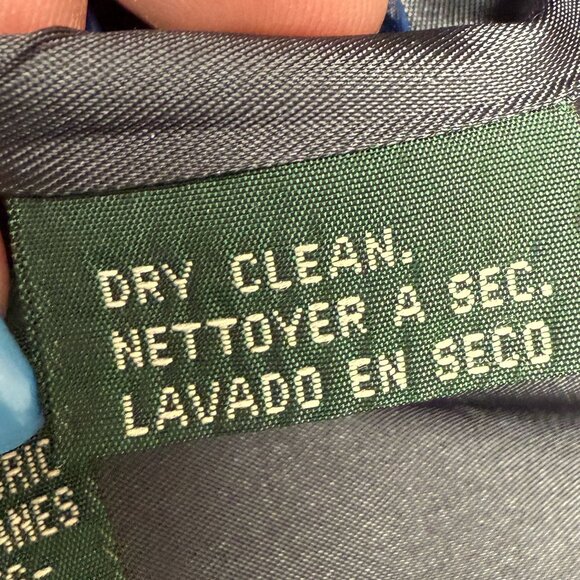 DRY CLEAN.
NETTOYER A SEC.
LAVADO EN SECO